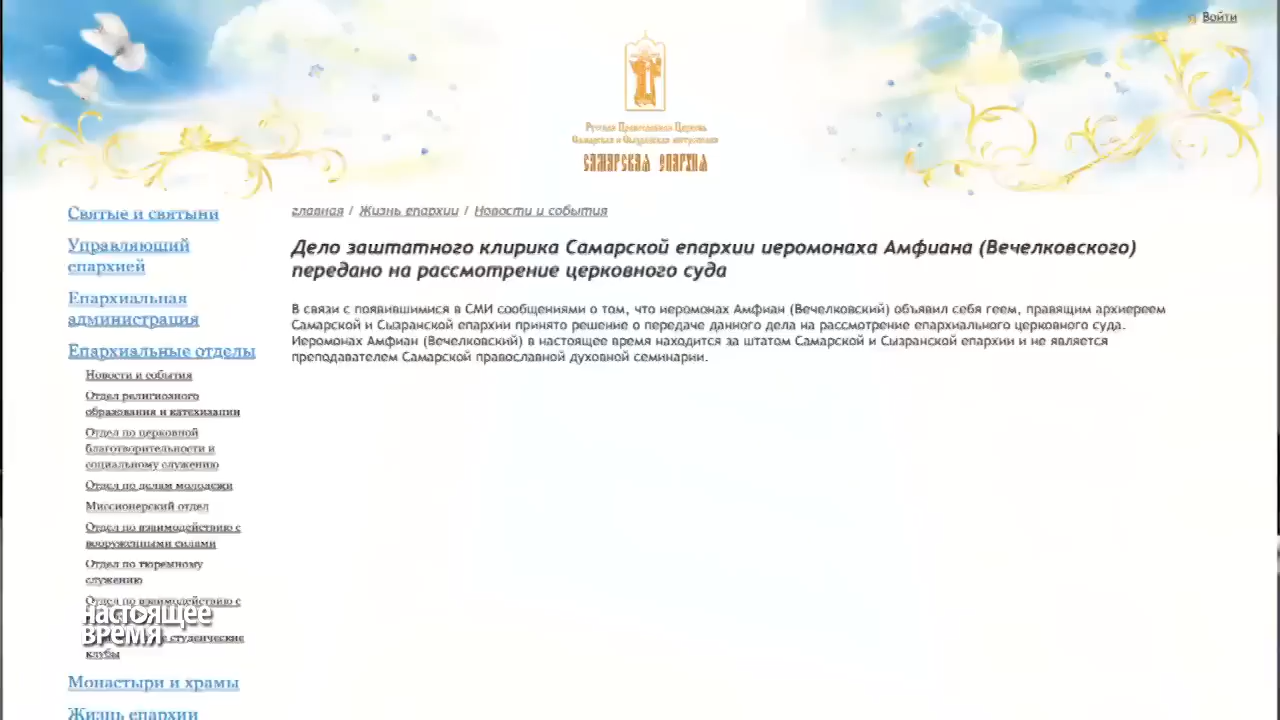 Войти
Русская Православная Церковь
Самарская и Сызранская митрополия
САМАРСКАЯ ЕПАРХИЯ
главная / Жизнь епархии / Новости и события
Дело заштатного клирика Самарской епархии иеромонаха Амфиана (Вечелковского)
передано на рассмотрение церковного суда
В связи с появившимися в СМИ сообщениями о том, что иеромонах Амфиан (Вечелковский) объявил себя геем, правящим архиереем
Самарской и Сызранской епархии принято решение о передаче данного дела на рассмотрение епархиального церковного суда.
Иеромонах Амфиан (Вечелковский) в настоящее время находится за штатом Самарской и Сызранской епархии и не является
преподавателем Самарской православной духовной семинарии.
Святые и святыни
Управляющий
епархией
Епархиальная
администрация
Епархиальные отделы
Новости и события
Отдел религиозного
образования и катехизации
Отдел по церковной
благотворительности и
социальному служению
Отдел по делам молодежи
Миссионерский отдел
Отдел по взаимодействию с
вооруженными силами
Отдел по тюремному
служению
Отдел по взаимодействию с
студенческие
клубы
Монастыри и храмы
Жизнь епархии
настоящее
время